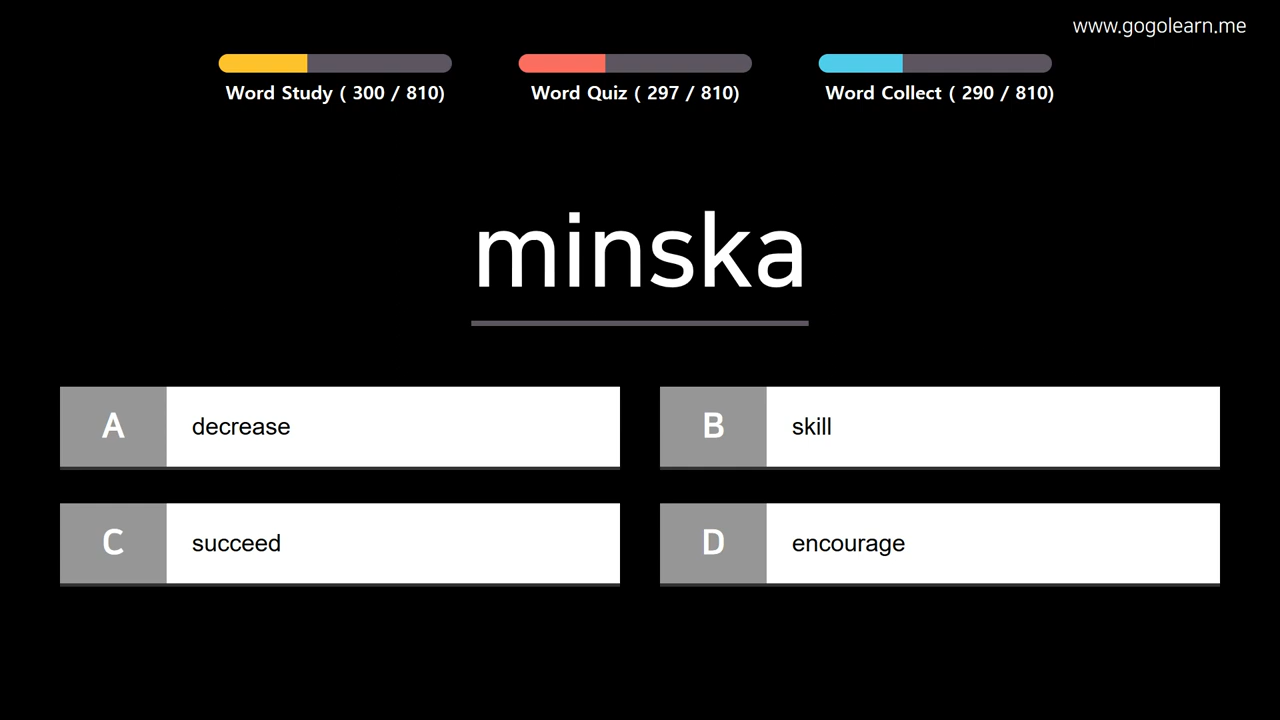 www.gogolearn.me
Word Study ( 300 / 810)
Word Quiz ( 297 / 810)
Word Collect ( 290 / 810)
minska
A decrease
B skill
C succeed
D encourage